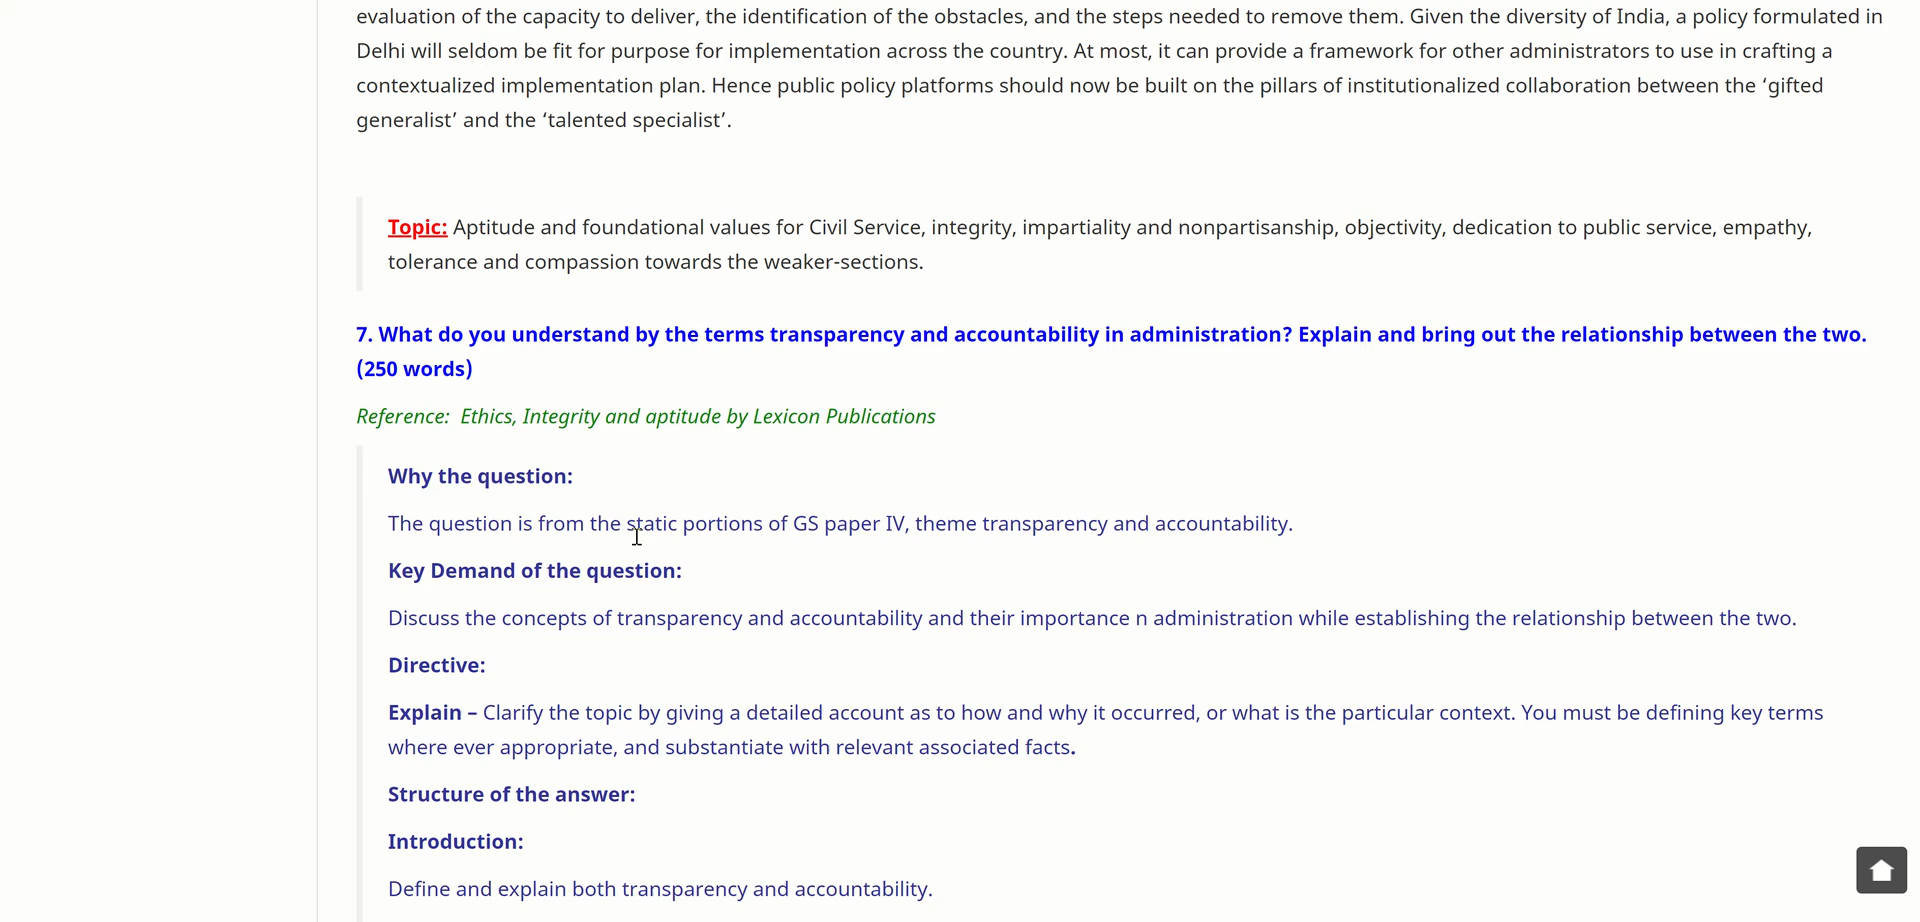 evaluation of the capacity to deliver, the identification of the obstacles, and the steps needed to remove them. Given the diversity of India, a policy formulated in
Delhi will seldom be fit for purpose for implementation across the country. At most, it can provide a framework for other administrators to use in crafting a
contextualized implementation plan. Hence public policy platforms should now be built on the pillars of institutionalized collaboration between the ‘gifted
generalist’ and the ‘talented specialist’.
Topic: Aptitude and foundational values for Civil Service, integrity, impartiality and nonpartisanship, objectivity, dedication to public service, empathy,
tolerance and compassion towards the weaker-sections.
7. What do you understand by the terms transparency and accountability in administration? Explain and bring out the relationship between the two.
(250 words)
Reference:  Ethics, Integrity and aptitude by Lexicon Publications
Why the question:
The question is from the static portions of GS paper IV, theme transparency and accountability.
Key Demand of the question:
Discuss the concepts of transparency and accountability and their importance n administration while establishing the relationship between the two.
Directive:
Explain – Clarify the topic by giving a detailed account as to how and why it occurred, or what is the particular context. You must be defining key terms
where ever appropriate, and substantiate with relevant associated facts.
Structure of the answer:
Introduction:
Define and explain both transparency and accountability.